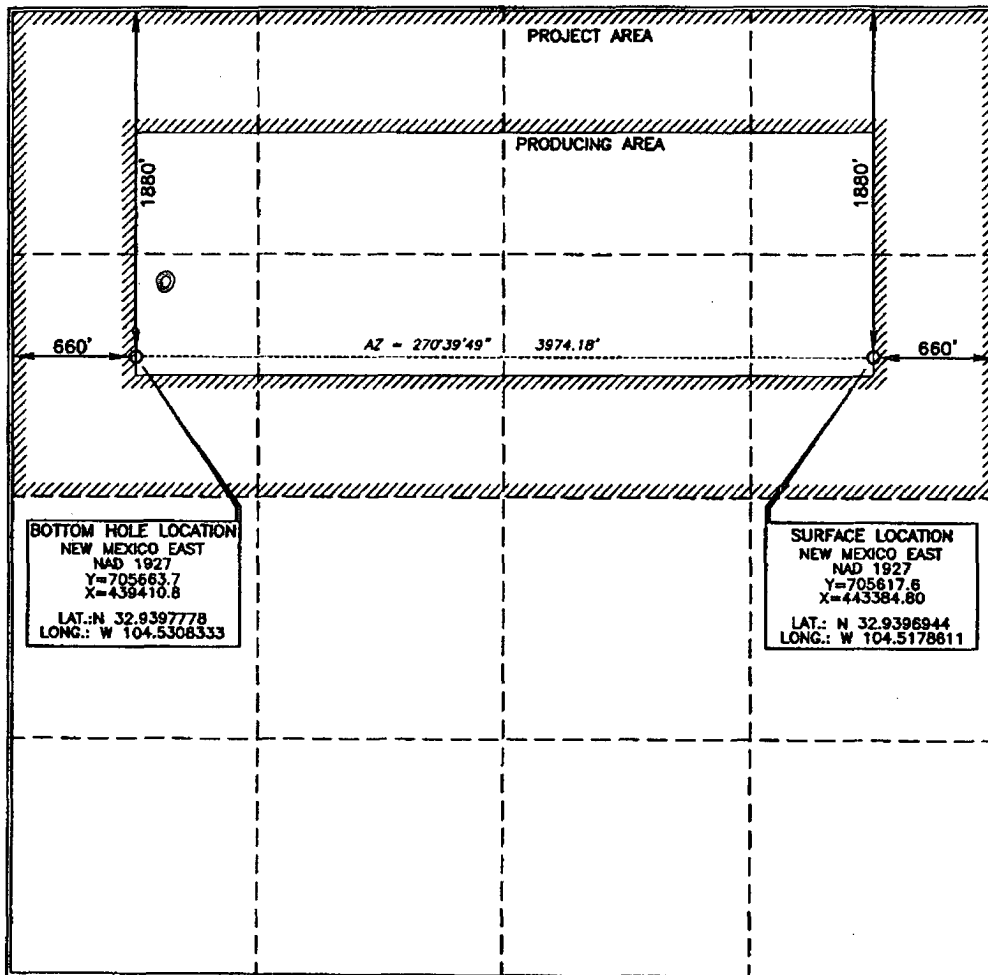 PROJECT AREA
PRODUCING AREA
1880'
1880'
660'
AZ = 270°39'49" 3974.18'
660'
BOTTOM HOLE LOCATION
NEW MEXICO EAST
NAD 1927
Y=705663.7
X=439410.8
LAT.:N 32.9397778
LONG.: W 104.5308333
SURFACE LOCATION
NEW MEXICO EAST
NAD 1927
Y=705617.6
X=443384.80
LAT.: N 32.9396944
LONG.: W 104.5178611